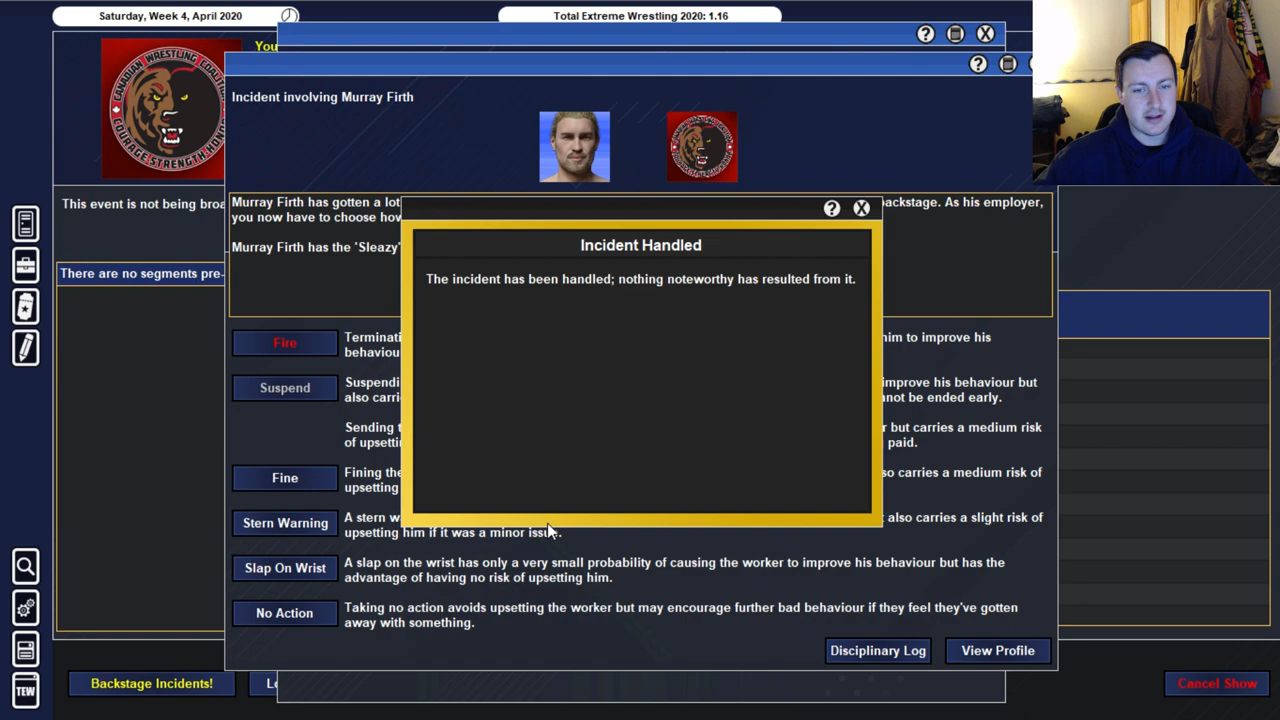 Saturday, Week 4, April 2020
Total Extreme Wrestling 2020: 1.16
You
CANADIAN WRESTLING COALITION
COURAGE STRENGTH HONOR
Incident involving Murray Firth
This event is not being broa
Murray Firth has gotten a lot
backstage. As his employer,
you now have to choose how
Murray Firth has the 'Sleazy'
There are no segments pre-
Incident Handled
The incident has been handled; nothing noteworthy has resulted from it.
Fire
Terminati
him to improve his
behaviou
Suspend
Suspendi
improve his behaviour but
also carri
not be ended early.
Sending t
r but carries a medium risk
of upsetti
paid.
Fine
Fining the
so carries a medium risk of
upsetting
Stern Warning
A stern w
also carries a slight risk of
upsetting him if it was a minor issue.
Slap On Wrist
A slap on the wrist has only a very small probability of causing the worker to improve his behaviour but has the
advantage of having no risk of upsetting him.
No Action
Taking no action avoids upsetting the worker but may encourage further bad behaviour if they feel they've gotten
away with something.
Disciplinary Log
View Profile
Backstage Incidents!
Lo
Cancel Show
TEW